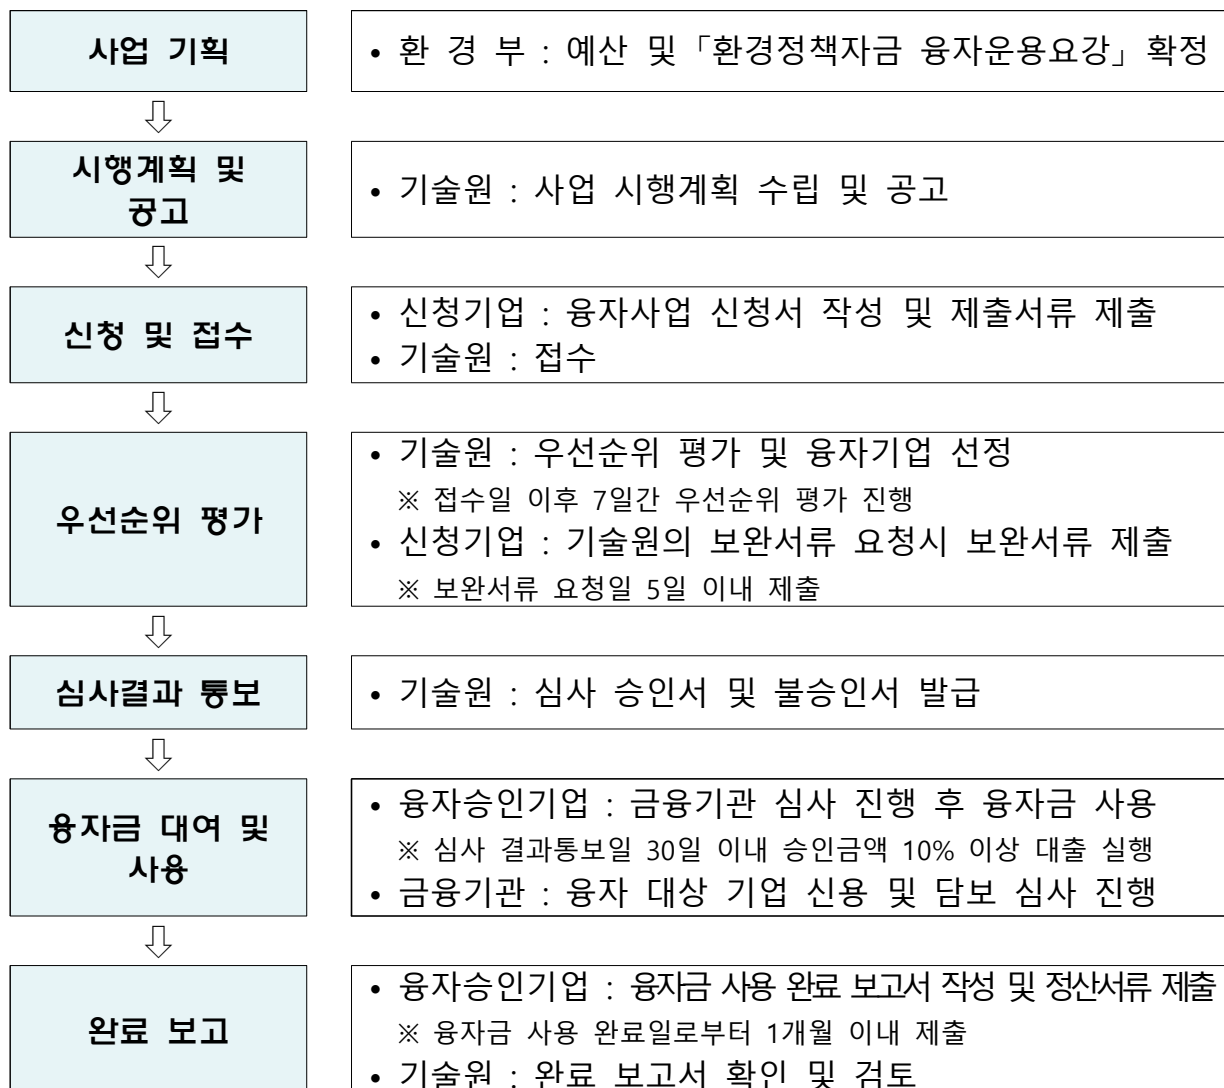 사업 기획
• 환 경 부 : 예산 및「환경정책자금 융자운용요강」확정
시행계획 및
공고
• 기술원 : 사업 시행계획 수립 및 공고
신청 및 접수
• 신청기업 : 융자사업 신청서 작성 및 제출서류 제출
• 기술원 : 접수
우선순위 평가
• 기술원 : 우선순위 평가 및 융자기업 선정
※ 접수일 이후 7일간 우선순위 평가 진행
• 신청기업 : 기술원의 보완서류 요청시 보완서류 제출
※ 보완서류 요청일 5일 이내 제출
심사결과 통보
• 기술원 : 심사 승인서 및 불승인서 발급
융자금 대여 및
사용
• 융자승인기업 : 금융기관 심사 진행 후 융자금 사용
※ 심사 결과통보일 30일 이내 승인금액 10% 이상 대출 실행
• 금융기관 : 융자 대상 기업 신용 및 담보 심사 진행
완료 보고
• 융자승인기업 : 융자금 사용 완료 보고서 작성 및 정산서류 제출
※ 융자금 사용 완료일로부터 1개월 이내 제출
• 기술원 : 완료 보고서 확인 및 검토